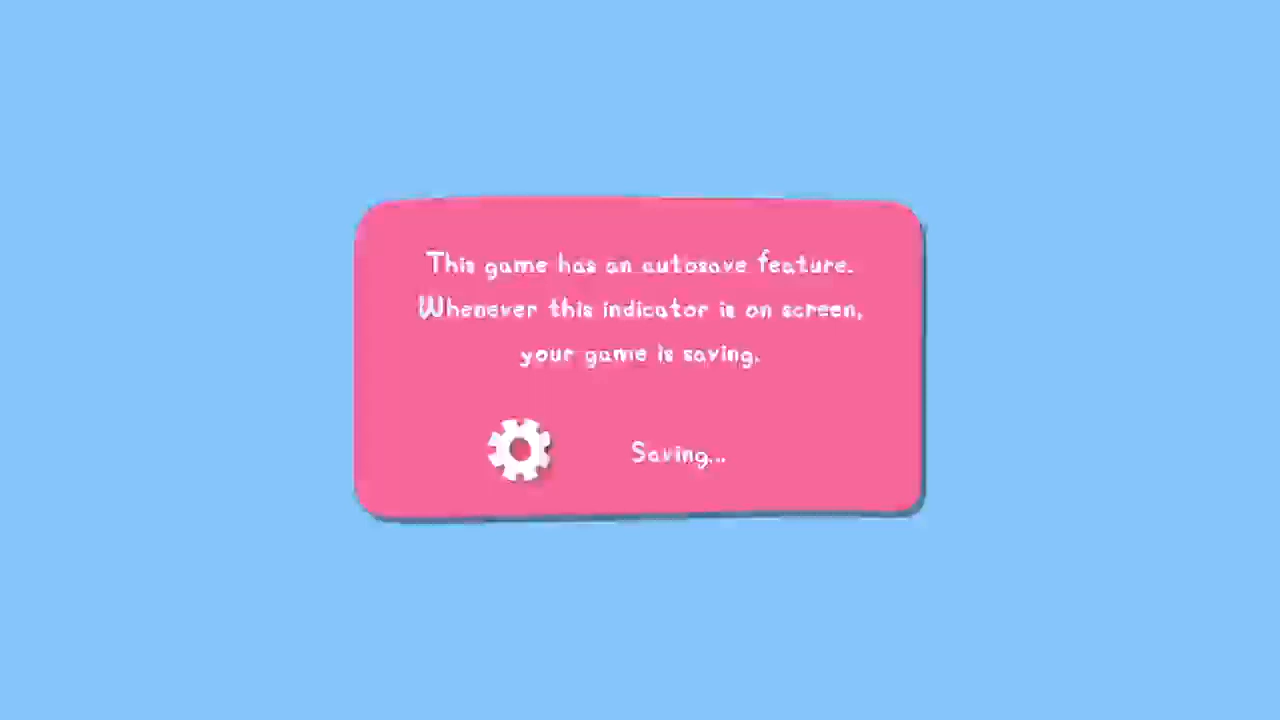 This game has an autosave feature.
Whenever this indicator is on screen,
your game is saving.
Saving...